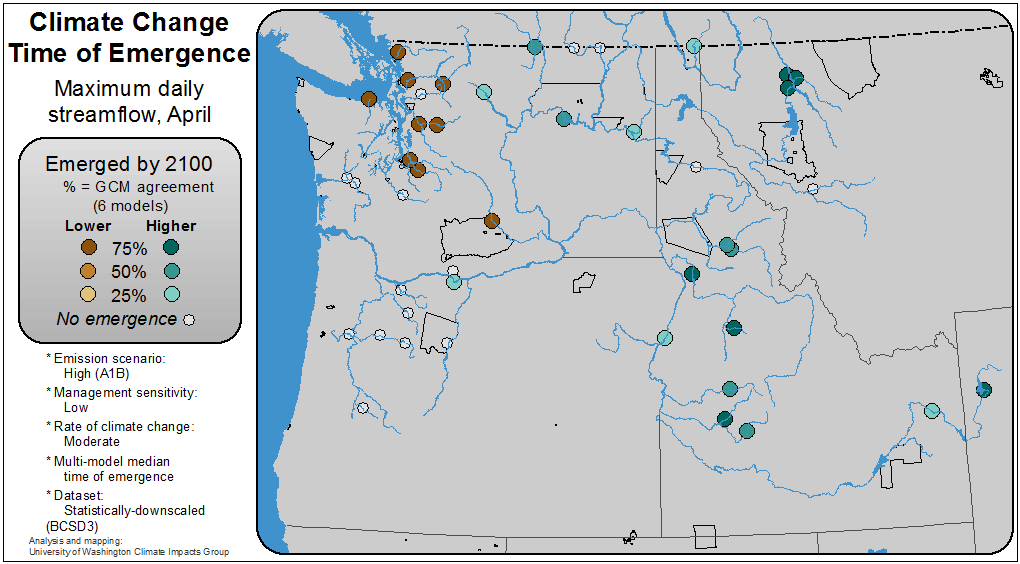 Climate Change
Time of Emergence
Maximum daily
streamflow, April
Emerged by 2100
% = GCM agreement
(6 models)
Lower Higher
75%
50%
25%
No emergence
* Emission scenario:
High (A1B)
* Management sensitivity:
Low
* Rate of climate change:
Moderate
* Multi-model median
time of emergence
* Dataset:
Statistically-downscaled
(BCSD3)
Analysis and mapping:
University of Washington Climate Impacts Group